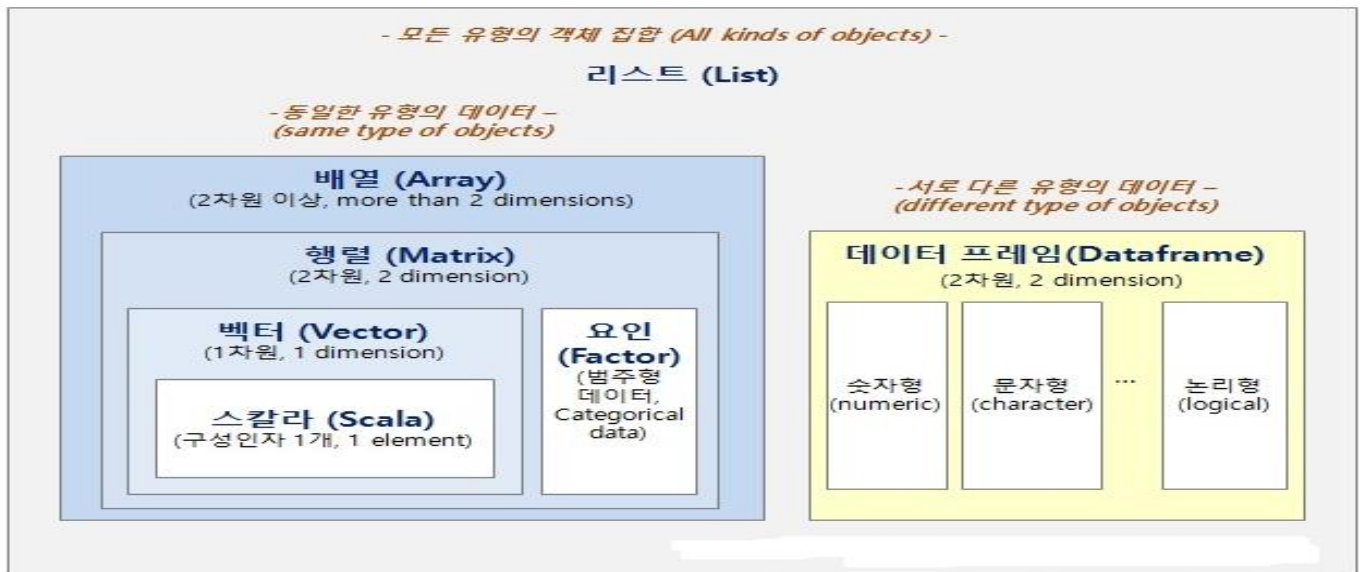 - 모든 유형의 객체 집합 (All kinds of objects) -
리스트 (List)
- 동일한 유형의 데이터 –
(same type of objects)
배열 (Array)
(2차원 이상, more than 2 dimensions)
행렬 (Matrix)
(2차원, 2 dimension)
벡터 (Vector)
(1차원, 1 dimension)
스칼라 (Scala)
(구성인자 1개, 1 element)
요인
(Factor)
(범주형
데이터,
Categorical
data)
- 서로 다른 유형의 데이터 –
(different type of objects)
데이터 프레임(Dataframe)
(2차원, 2 dimension)
숫자형
(numeric)
문자형
(character)
...
논리형
(logical)